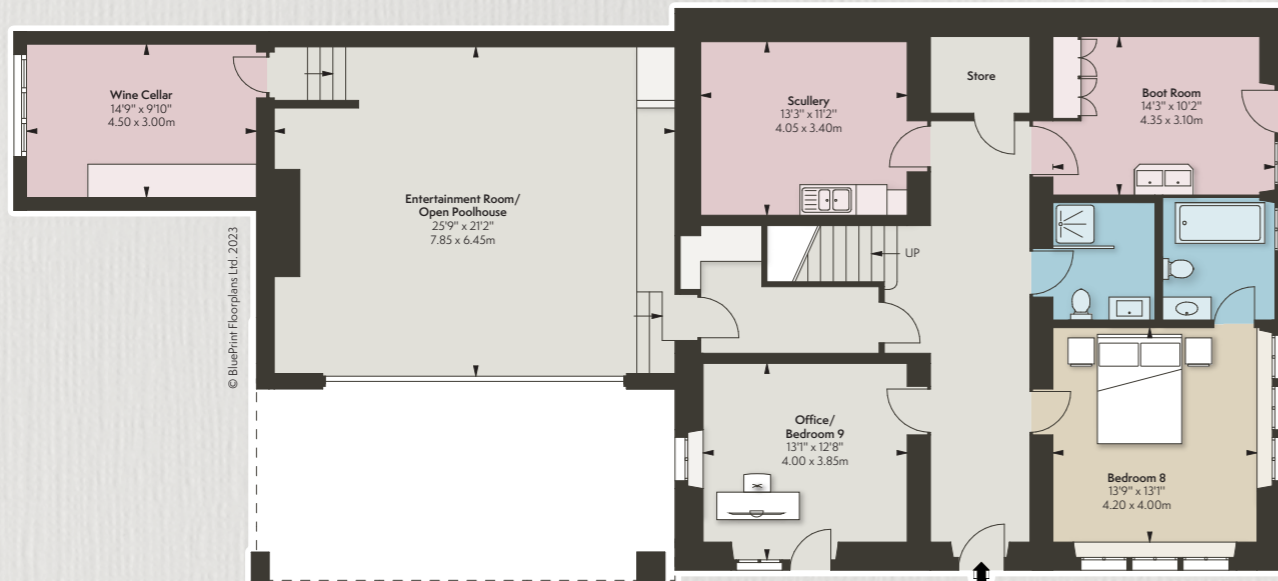 Wine Cellar
14'9" x 9'10"
4.50 x 3.00m
Entertainment Room/
Open Poolhouse
25'9" x 21'2"
7.85 x 6.45m
Scullery
13'3" x 11'2"
4.05 x 3.40m
Store
Boot Room
14'3" x 10'2"
4.35 x 3.10m
UP
Office/
Bedroom 9
13'1" x 12'8"
4.00 x 3.85m
Bedroom 8
13'9" x 13'1"
4.20 x 4.00m
© BluePrint Floorplans Ltd. 2023